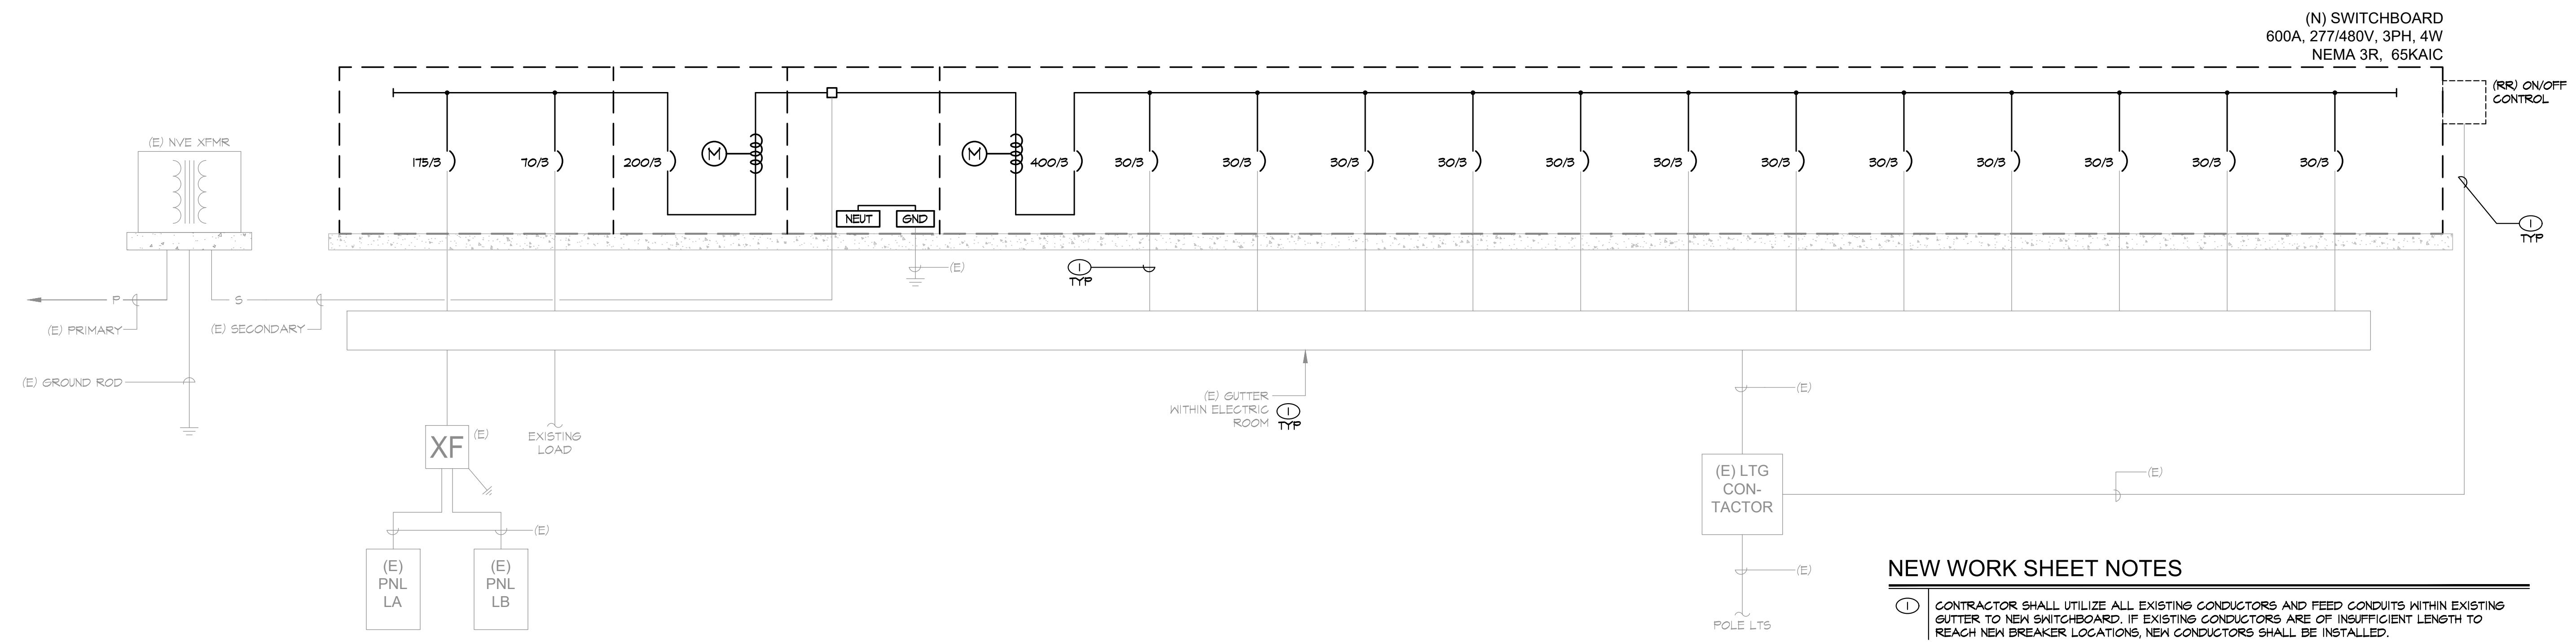 (N) SWITCHBOARD
600A, 277/480V, 3PH, 4W
NEMA 3R, 65KAIC
(RR) ON/OFF
CONTROL
(E) NVE XFMR
175/3
70/3
200/3
M
M
400/3
30/3
30/3
30/3
30/3
30/3
30/3
30/3
30/3
30/3
30/3
30/3
30/3
NEUT
GND
1
TYP
(E)
1
TYP
P
S
(E) PRIMARY
(E) SECONDARY
(E) GROUND ROD
(E) GUTTER
WITHIN ELECTRIC
ROOM
1
TYP
(E)
XF
(E)
EXISTING
LOAD
(E) LTG
CON-
TACTOR
(E)
(E)
(E)
PNL
LA
(E)
PNL
LB
(E)
POLE LTS
NEW WORK SHEET NOTES
1 CONTRACTOR SHALL UTILIZE ALL EXISTING CONDUCTORS AND FEED CONDUITS WITHIN EXISTING
GUTTER TO NEW SWITCHBOARD. IF EXISTING CONDUCTORS ARE OF INSUFFICIENT LENGTH TO
REACH NEW BREAKER LOCATIONS, NEW CONDUCTORS SHALL BE INSTALLED.